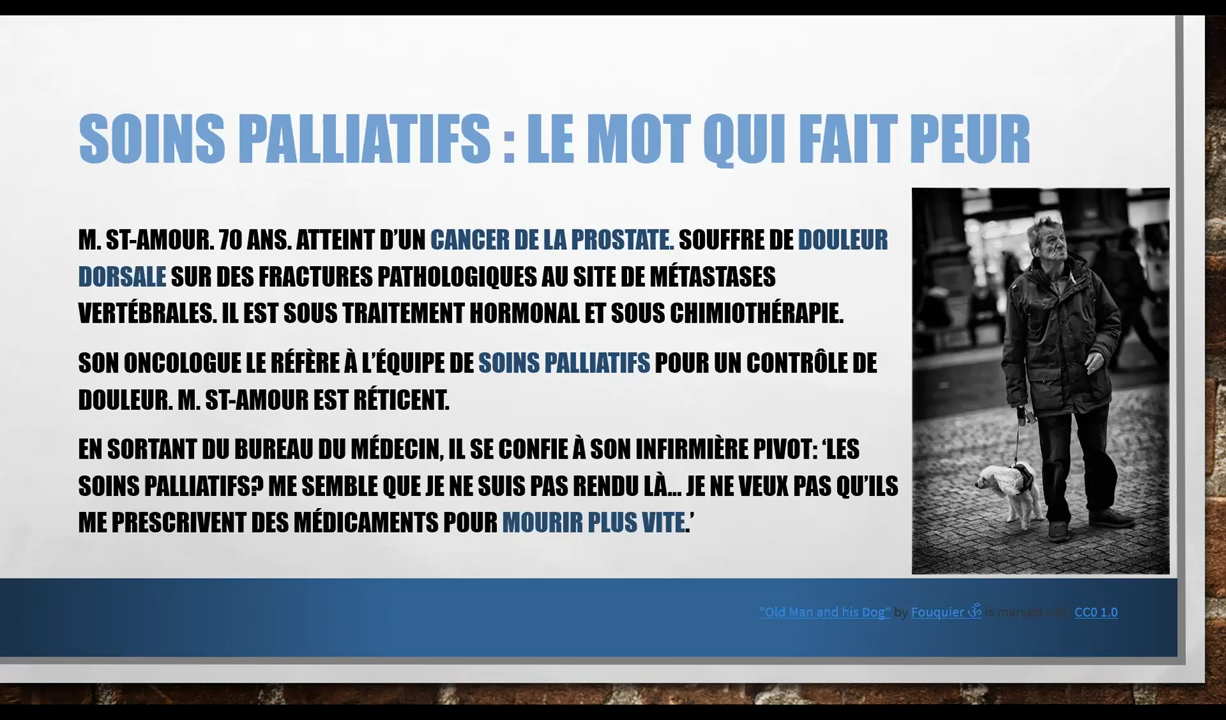 SOINS PALLIATIFS : LE MOT QUI FAIT PEUR
M. ST-AMOUR. 70 ANS. ATTEINT D'UN CANCER DE LA PROSTATE. SOUFFRE DE DOULEUR
DORSALE SUR DES FRACTURES PATHOLOGIQUES AU SITE DE MÉTASTASES
VERTÉBRALES. IL EST SOUS TRAITEMENT HORMONAL ET SOUS CHIMIOTHÉRAPIE.
SON ONCOLOGUE LE RÉFÈRE À L'ÉQUIPE DE SOINS PALLIATIFS POUR UN CONTRÔLE DE
DOULEUR. M. ST-AMOUR EST RÉTICENT.
EN SORTANT DU BUREAU DU MÉDECIN, IL SE CONFIE À SON INFIRMIÈRE PIVOT: 'LES
SOINS PALLIATIFS? ME SEMBLE QUE JE NE SUIS PAS RENDU LÀ... JE NE VEUX PAS QU'ILS
ME PRESCRIVENT DES MÉDICAMENTS POUR MOURIR PLUS VITE.'
"Old Man and his Dog" by Fouquier ॐ is marked with CC0 1.0